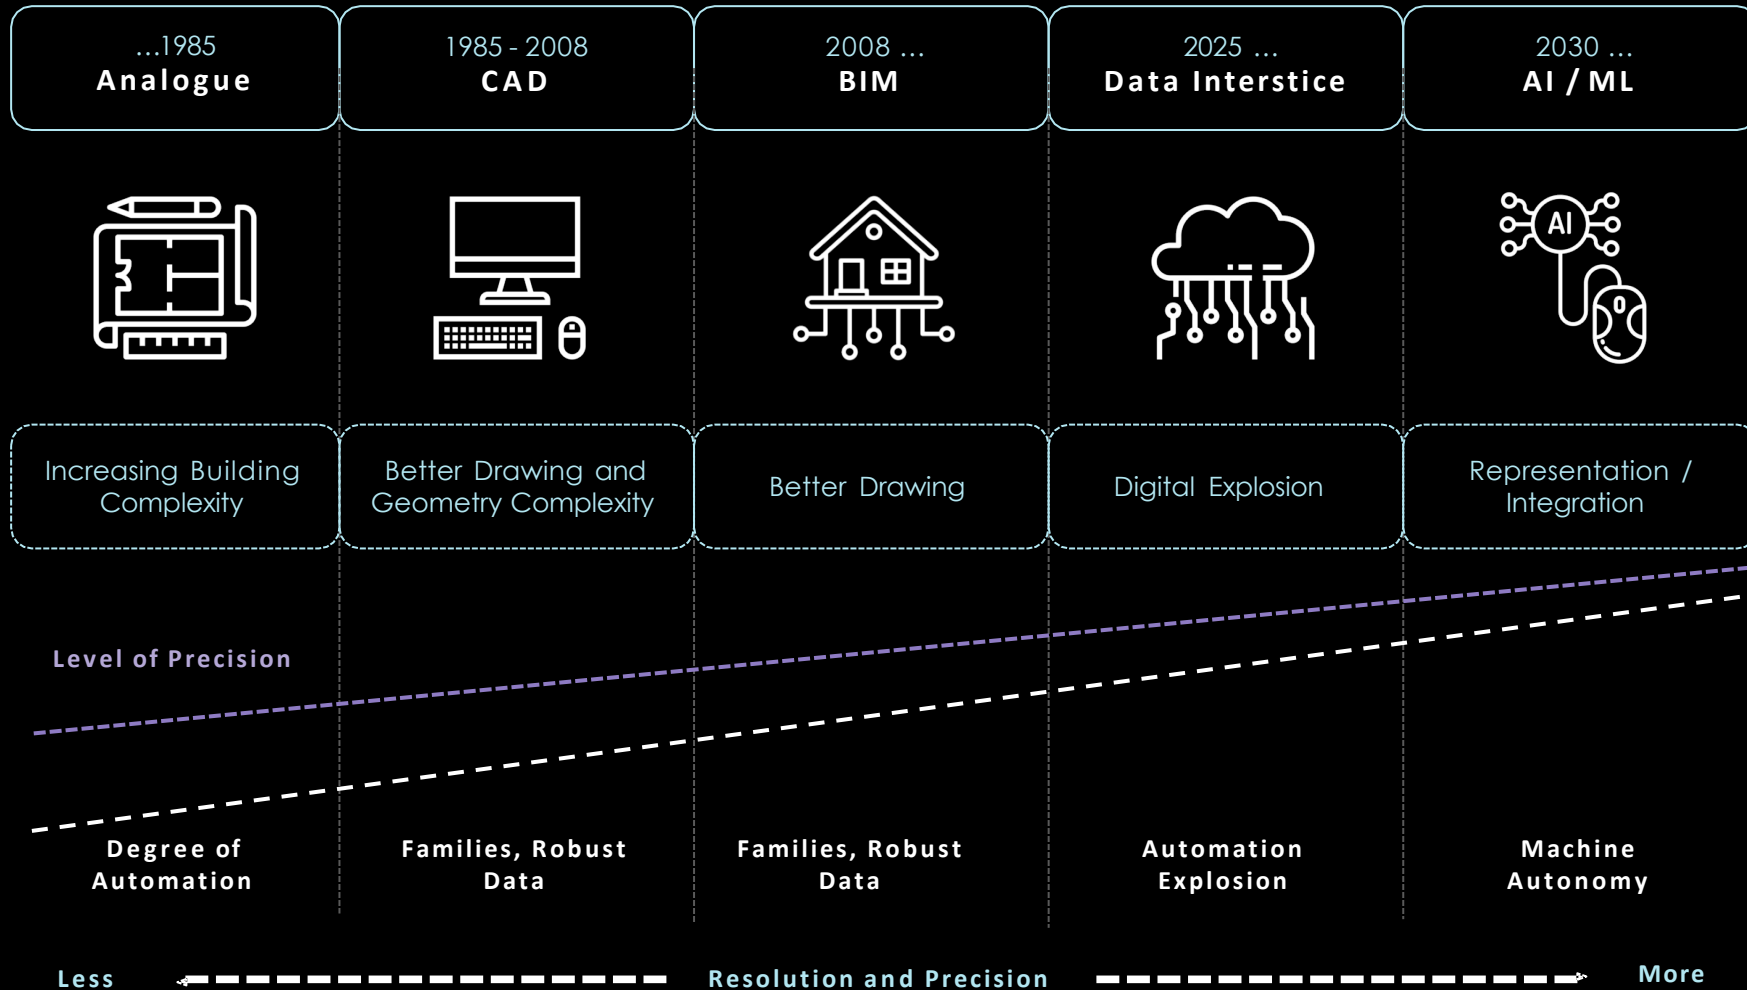 ...1985
Analogue
1985 - 2008
CAD
2008 ...
BIM
2025 ...
Data Interstice
2030 ...
AI / ML
AI
Increasing Building
Complexity
Better Drawing and
Geometry Complexity
Better Drawing
Digital Explosion
Representation /
Integration
Level of Precision
Degree of
Automation
Families, Robust
Data
Families, Robust
Data
Automation
Explosion
Machine
Autonomy
Less
Resolution and Precision
More